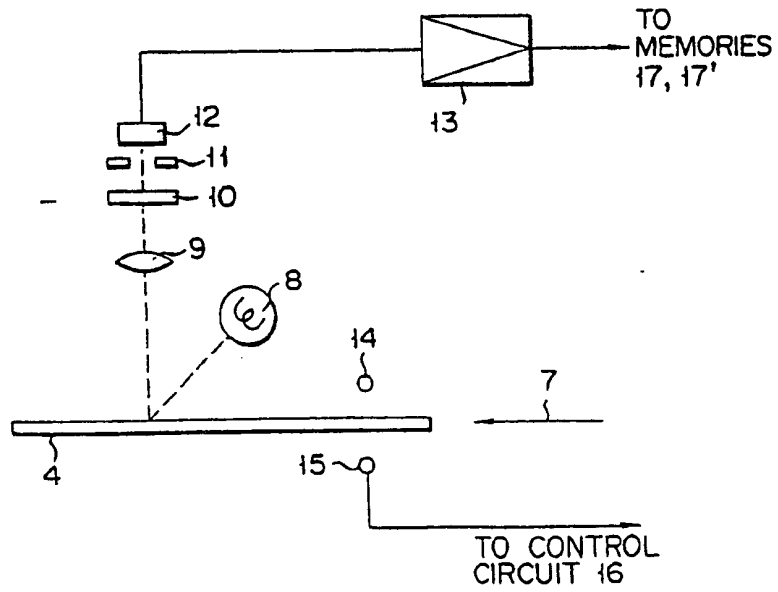 TO
MEMORIES
17, 17'
13
12
11
10
9
8
14
7
15
4
TO CONTROL
CIRCUIT 16